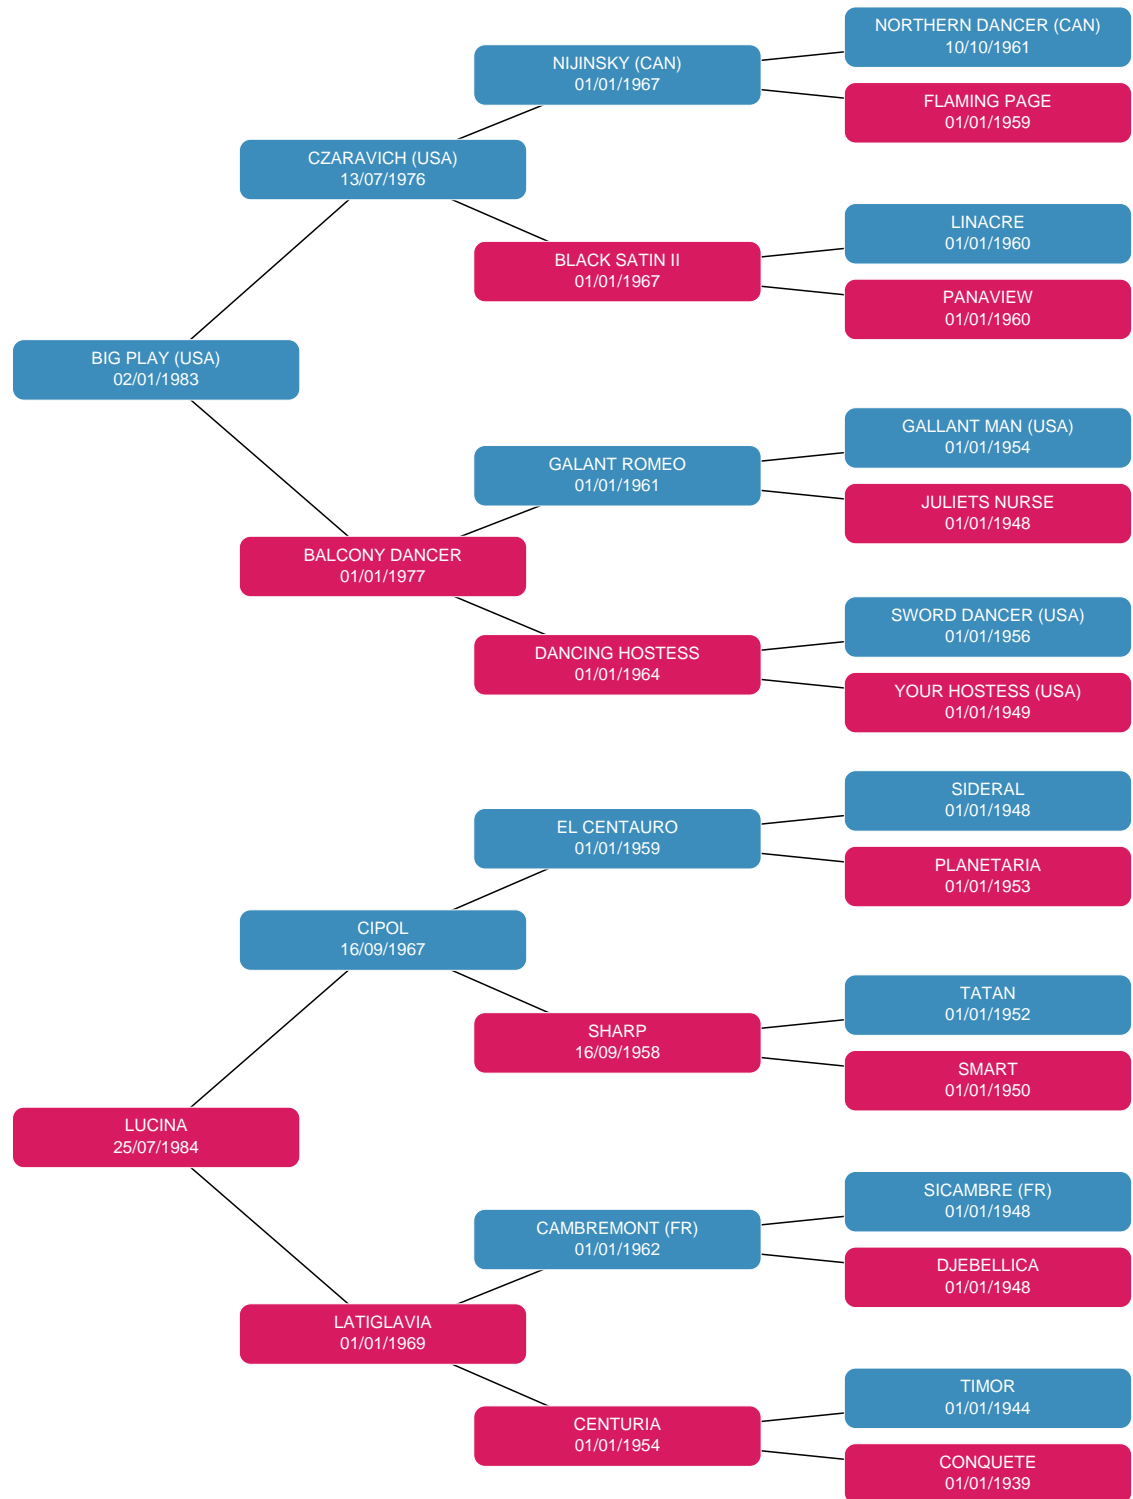 NORTHERN DANCER (CAN)
10/10/1961
NIJINSKY (CAN)
01/01/1967
FLAMING PAGE
01/01/1959
CZARAVICH (USA)
13/07/1976
LINACRE
01/01/1960
BLACK SATIN II
01/01/1967
PANAVIEW
01/01/1960
BIG PLAY (USA)
02/01/1983
GALLANT MAN (USA)
01/01/1954
GALANT ROMEO
01/01/1961
JULIETS NURSE
01/01/1948
BALCONY DANCER
01/01/1977
SWORD DANCER (USA)
01/01/1956
DANCING HOSTESS
01/01/1964
YOUR HOSTESS (USA)
01/01/1949
SIDERAL
01/01/1948
EL CENTAURO
01/01/1959
PLANETARIA
01/01/1953
CIPOL
16/09/1967
TATAN
01/01/1952
SHARP
16/09/1958
SMART
01/01/1950
LUCINA
25/07/1984
SICAMBRE (FR)
01/01/1948
CAMBREMONT (FR)
01/01/1962
DJEBELLICA
01/01/1948
LATIGLAVIA
01/01/1969
TIMOR
01/01/1944
CENTURIA
01/01/1954
CONQUETE
01/01/1939